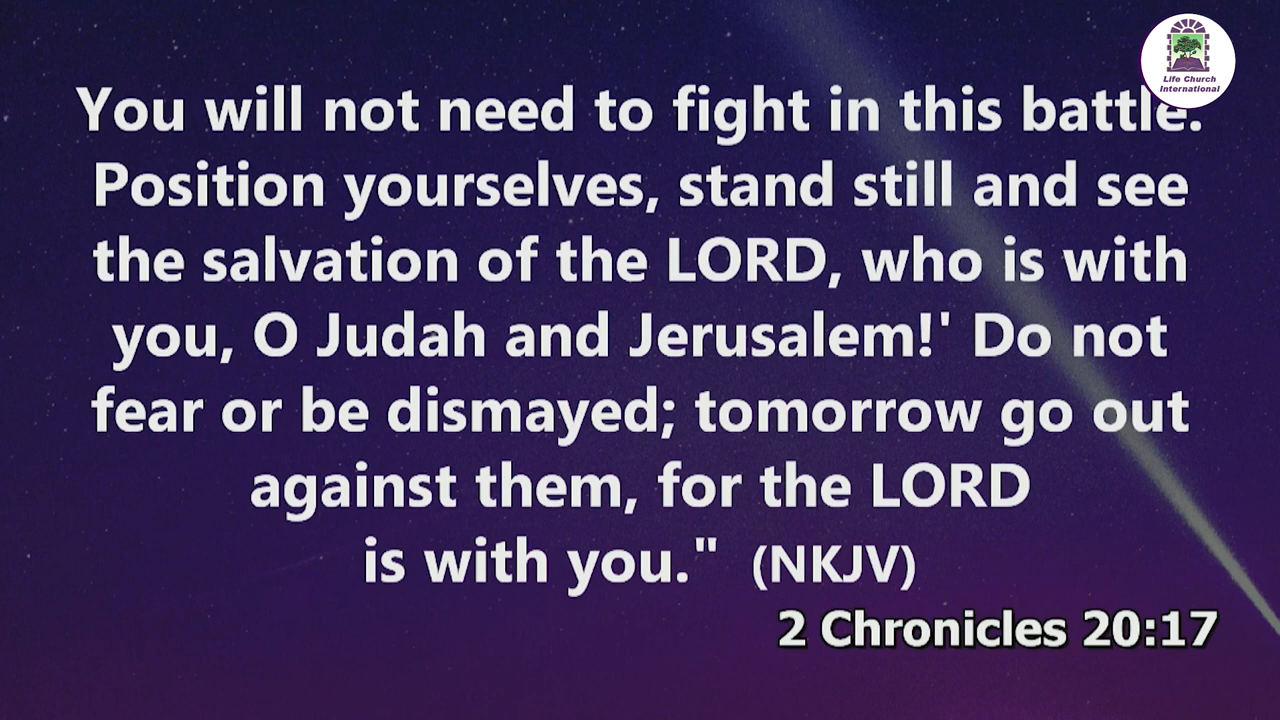 Life Church
International
You will not need to fight in this battle.
Position yourselves, stand still and see
the salvation of the LORD, who is with
you, O Judah and Jerusalem!' Do not
fear or be dismayed; tomorrow go out
against them, for the LORD
is with you." (NKJV)
2 Chronicles 20:17